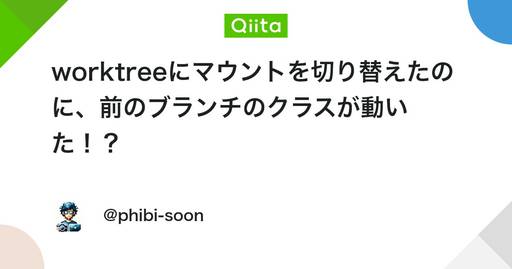 Qiita
worktreeにマウントを切り替えたの
に、前のブランチのクラスが動い
た！？
@phibi-soon